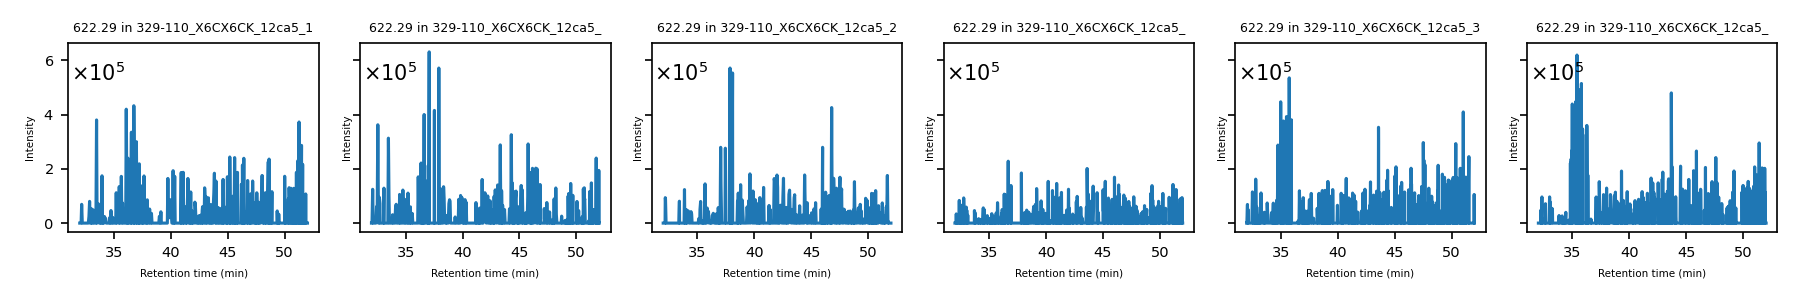 622.29 in 329-110_X6CX6CK_12ca5_1
622.29 in 329-110_X6CX6CK_12ca5_
622.29 in 329-110_X6CX6CK_12ca5_2
622.29 in 329-110_X6CX6CK_12ca5_
622.29 in 329-110_X6CX6CK_12ca5_3
622.29 in 329-110_X6CX6CK_12ca5_
×10⁵
×10⁵
×10⁵
×10⁵
×10⁵
×10⁵
6
4
2
0
Intensity
Intensity
Intensity
Intensity
Intensity
Intensity
35 40 45 50
35 40 45 50
35 40 45 50
35 40 45 50
35 40 45 50
35 40 45 50
Retention time (min)
Retention time (min)
Retention time (min)
Retention time (min)
Retention time (min)
Retention time (min)